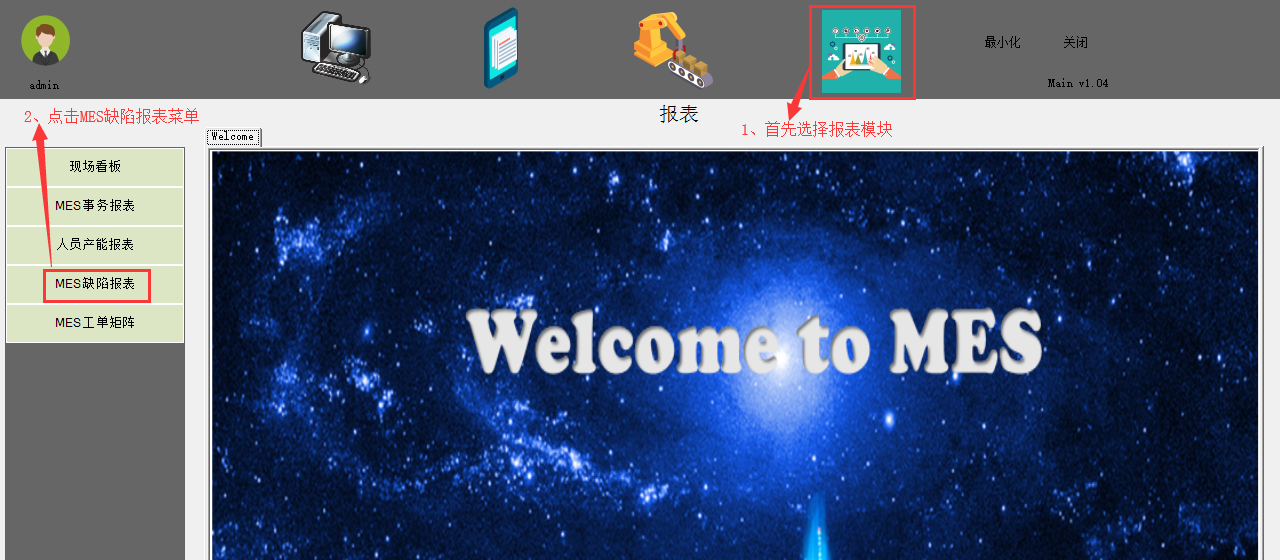 最小化 关闭
admin
Main v1.04
报表
2、点击MES缺陷报表菜单
1、首先选择报表模块
Welcome
现场看板
MES事务报表
人员产能报表
MES缺陷报表
MES工单矩阵
Welcome to MES